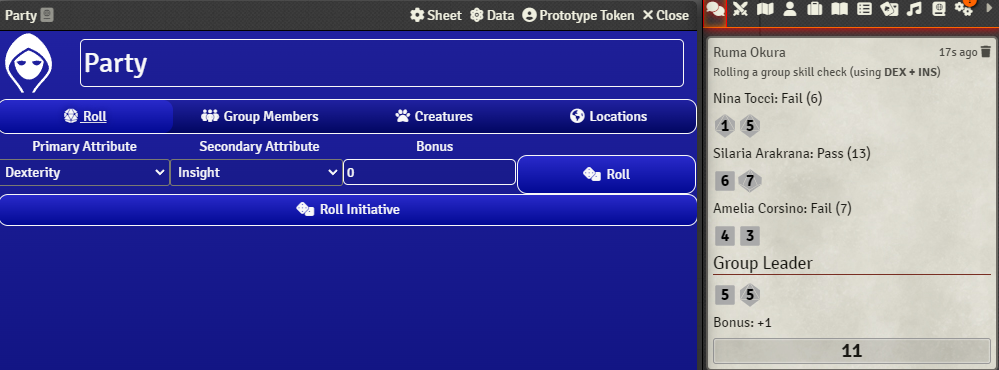 Party
Sheet Data Prototype Token Close
Party
Roll Group Members Creatures Locations
Primary Attribute Secondary Attribute Bonus
Dexterity Insight 0 Roll
Roll Initiative
Ruma Okura 17s ago
Rolling a group skill check (using DEX + INS)
Nina Tocci: Fail (6)
1 5
Silaria Arakrana: Pass (13)
6 7
Amelia Corsino: Fail (7)
4 3
Group Leader
5 5
Bonus: +1
11